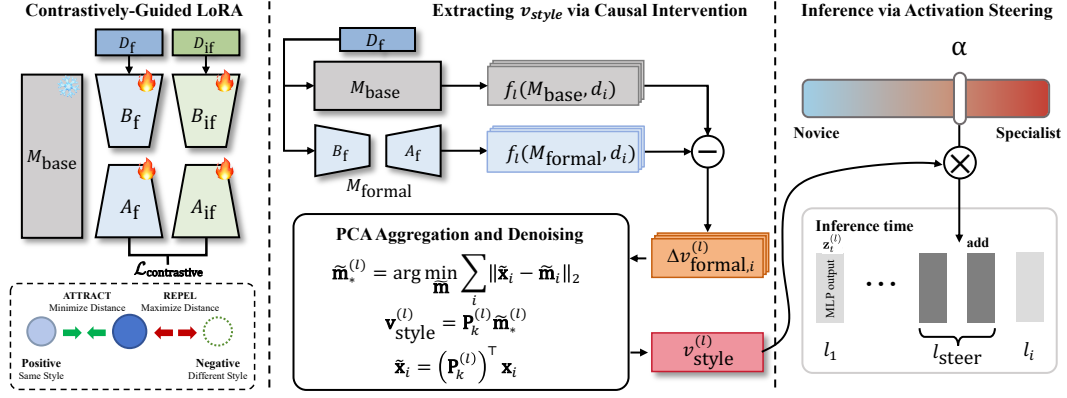 Contrastively-Guided LoRA
D_f
D_if
M_base
B_f
B_if
A_f
A_if
ℒ_contrastive
ATTRACT
Minimize Distance
REPEL
Maximize Distance
Positive
Same Style
Negative
Different Style
Extracting v_style via Causal Intervention
D_f
M_base
f_l(M_base, d_i)
B_f
A_f
f_l(M_formal, d_i)
M_formal
−
PCA Aggregation and Denoising
m̃_*^(l) = arg min_m̃ ∑_i ‖x̃_i − m̃_i‖_2
v_style^(l) = P_k^(l) m̃_*^(l)
x̃_i = (P_k^(l))^⊤ x_i
Δv_formal,i^(l)
v_style^(l)
Inference via Activation Steering
α
Novice
Specialist
×
Inference time
z_t^(l)
add
MLP output
...
l_1
l_steer
l_i